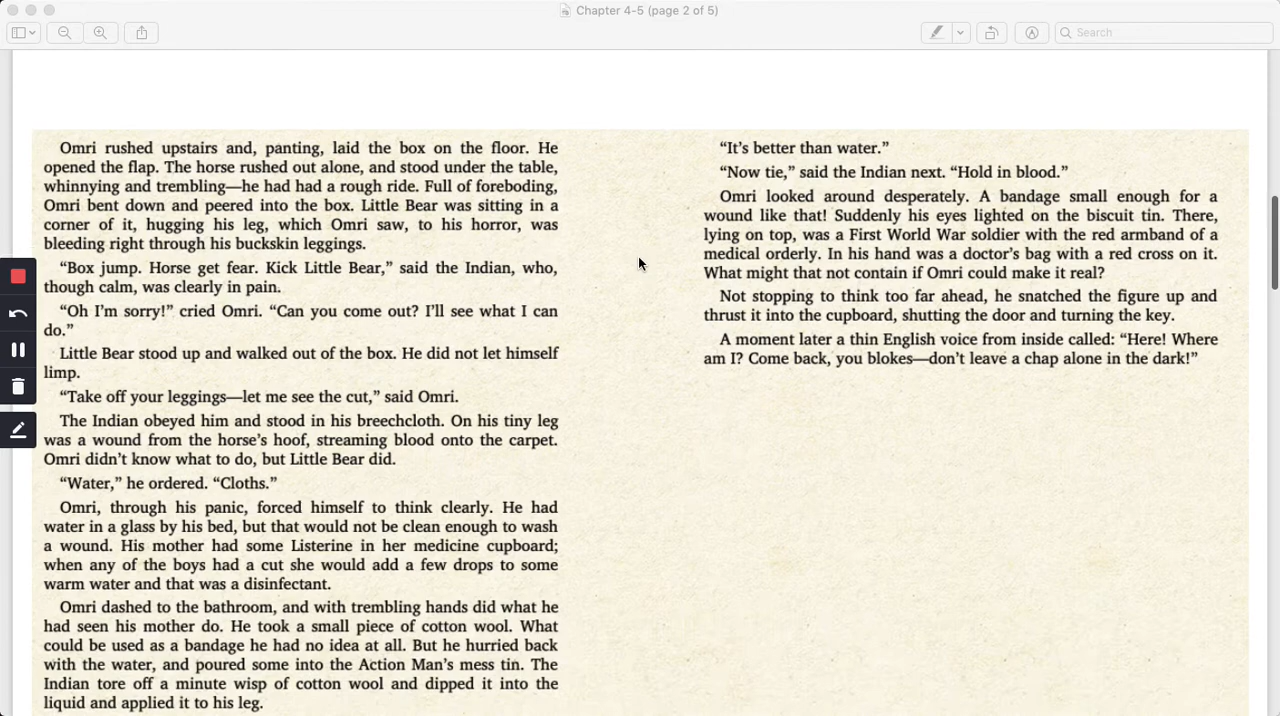 Chapter 4-5 (page 2 of 5)
Search
Omri rushed upstairs and, panting, laid the box on the floor. He
opened the flap. The horse rushed out alone, and stood under the table,
whinnying and trembling—he had had a rough ride. Full of foreboding,
Omri bent down and peered into the box. Little Bear was sitting in a
corner of it, hugging his leg, which Omri saw, to his horror, was
bleeding right through his buckskin leggings.
“Box jump. Horse get fear. Kick Little Bear,” said the Indian, who,
though calm, was clearly in pain.
“Oh I’m sorry!” cried Omri. “Can you come out? I’ll see what I can
do.”
Little Bear stood up and walked out of the box. He did not let himself
limp.
“Take off your leggings—let me see the cut,” said Omri.
The Indian obeyed him and stood in his breechcloth. On his tiny leg
was a wound from the horse’s hoof, streaming blood onto the carpet.
Omri didn’t know what to do, but Little Bear did.
“Water,” he ordered. “Cloths.”
Omri, through his panic, forced himself to think clearly. He had
water in a glass by his bed, but that would not be clean enough to wash
a wound. His mother had some Listerine in her medicine cupboard;
when any of the boys had a cut she would add a few drops to some
warm water and that was a disinfectant.
Omri dashed to the bathroom, and with trembling hands did what he
had seen his mother do. He took a small piece of cotton wool. What
could be used as a bandage he had no idea at all. But he hurried back
with the water, and poured some into the Action Man’s mess tin. The
Indian tore off a minute wisp of cotton wool and dipped it into the
liquid and applied it to his leg.
“It’s better than water.”
“Now tie,” said the Indian next. “Hold in blood.”
Omri looked around desperately. A bandage small enough for a
wound like that! Suddenly his eyes lighted on the biscuit tin. There,
lying on top, was a First World War soldier with the red armband of a
medical orderly. In his hand was a doctor’s bag with a red cross on it.
What might that not contain if Omri could make it real?
Not stopping to think too far ahead, he snatched the figure up and
thrust it into the cupboard, shutting the door and turning the key.
A moment later a thin English voice from inside called: “Here! Where
am I? Come back, you blokes—don’t leave a chap alone in the dark!”